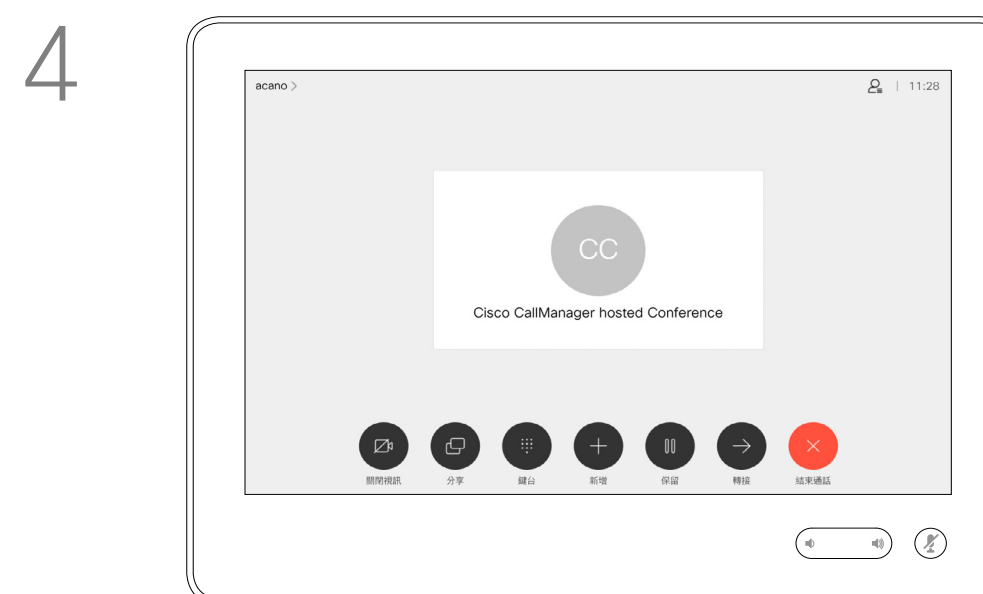 4
acano >
11:28
CC
Cisco CallManager hosted Conference
關閉視訊
分享
鍵台
新增
保留
轉接
結束通話